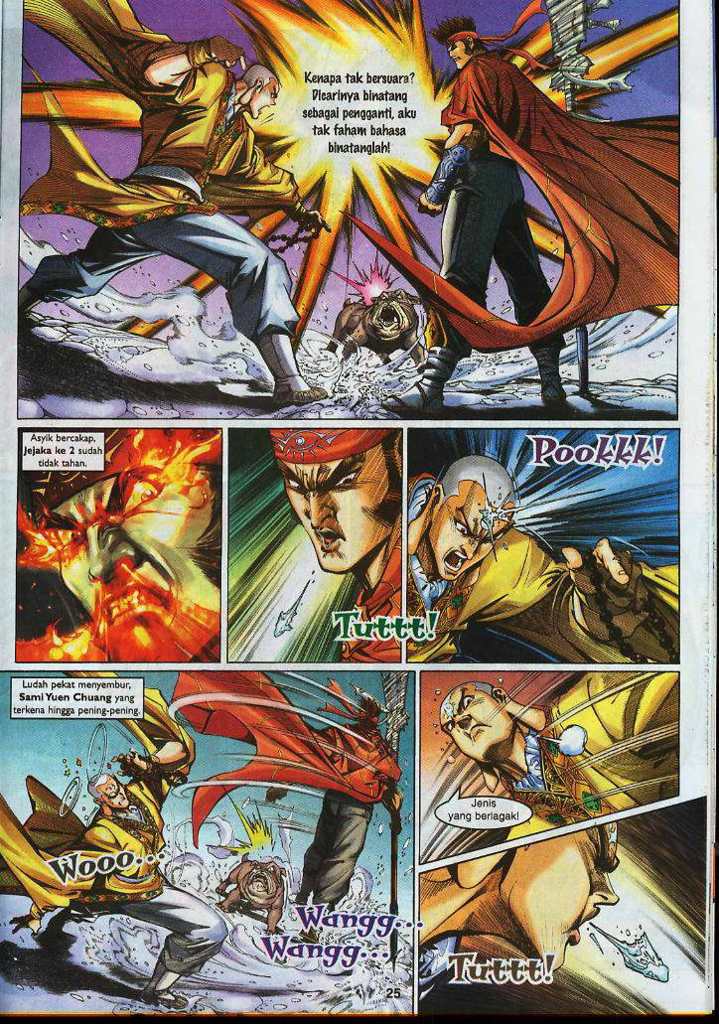 Kenapa tak bersuara?
Dicarinya binatang
sebagai pengganti, aku
tak faham bahasa
binatanglah!
Asyik bercakap,
Jejaka ke 2 sudah
tidak tahan.
Tuttt!
Pookkk!
Ludah pekat menyembur,
Sami Yuen Chuang yang
terkena hingga pening-pening.
Wooo...
Wangg...
Wangg...
Jenis
yang berlagak!
Tuttt!
25